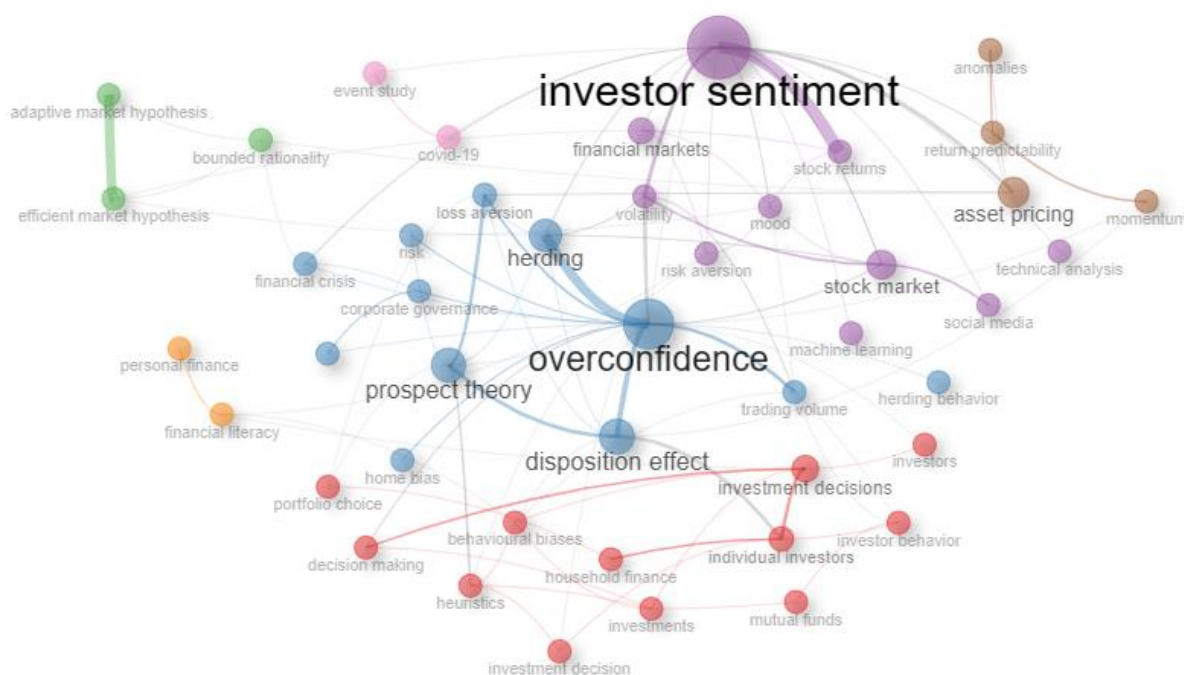 investor sentiment
anomalies
event study
adaptive market hypothesis
financial markets
return predictability
covid-19
bounded rationality
stock returns
efficient market hypothesis
loss aversion
volatility
mood
asset pricing
momentum
risk
herding
risk aversion
technical analysis
financial crisis
stock market
corporate governance
social media
machine learning
overconfidence
personal finance
prospect theory
herding behavior
trading volume
financial literacy
disposition effect
investors
home bias
investment decisions
portfolio choice
behavioural biases
investor behavior
individual investors
decision making
household finance
heuristics
mutual funds
investments
investment decision